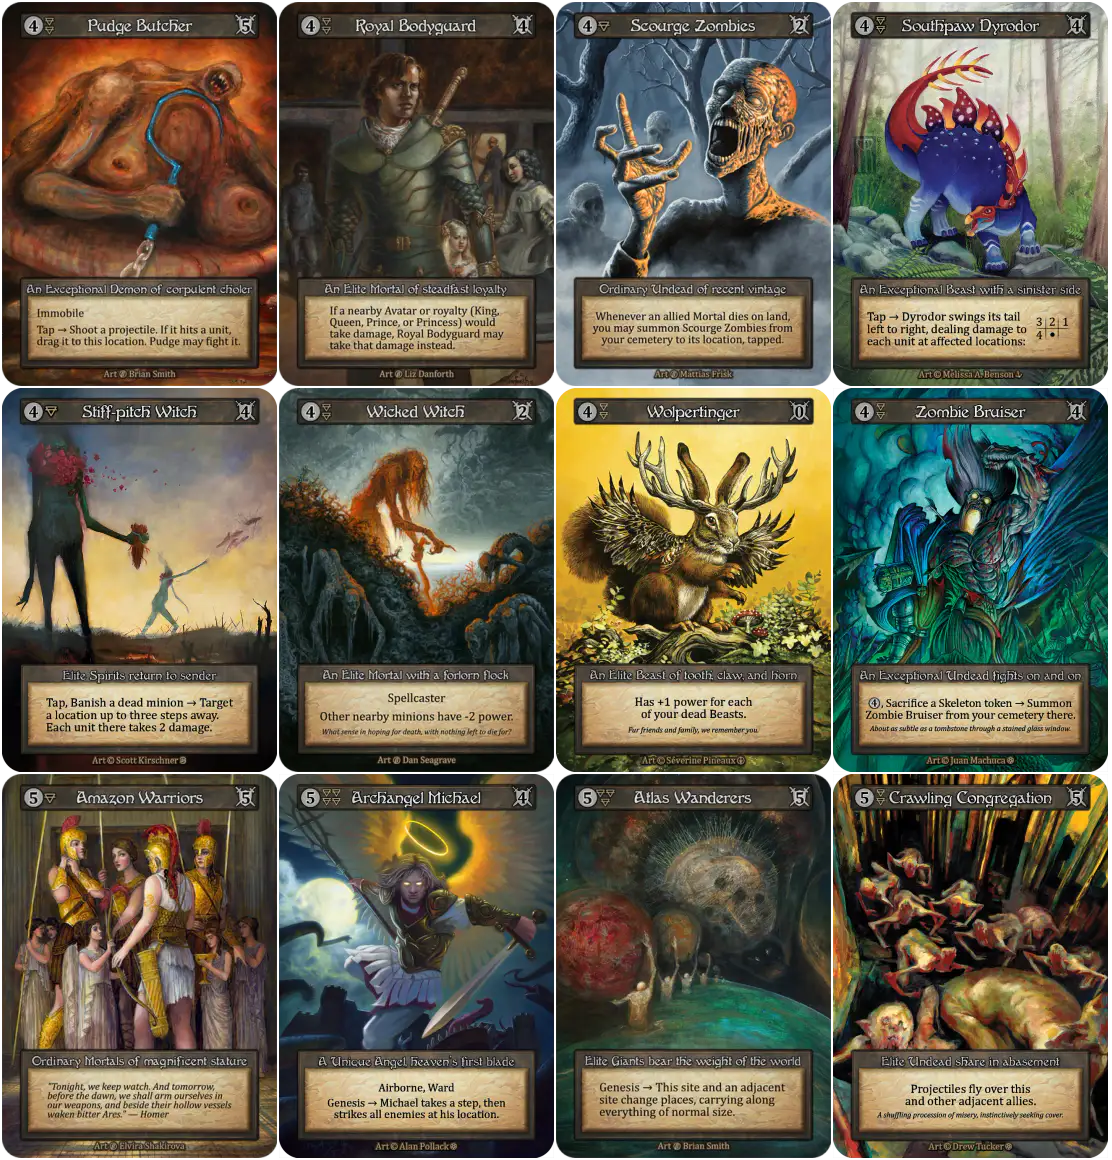 4 Pudge Butcher 5
An Exceptional Demon of corpulent choler
Immobile
Tap → Shoot a projectile. If it hits a unit,
drag it to this location. Pudge may fight it.
Art Ⓟ Brian Smith
4 Royal Bodyguard 4
An Elite Mortal of steadfast loyalty
If a nearby Avatar or royalty (King,
Queen, Prince, or Princess) would
take damage, Royal Bodyguard may
take that damage instead.
Art Ⓟ Liz Danforth
4 Scourge Zombies 2
Ordinary Undead of recent vintage
Whenever an allied Mortal dies on land,
you may summon Scourge Zombies from
your cemetery to its location, tapped.
Art Ⓟ Mattias Frisk
4 Southpaw Dyrodor 4
An Exceptional Beast with a sinister side
Tap → Dyrodor swings its tail
left to right, dealing damage to
each unit at affected locations:
3 2 1
4 •
Art © Melissa A. Benson
4 Stiff-pitch Witch 4
Elite Spirits return to sender
Tap, Banish a dead minion → Target
a location up to three steps away.
Each unit there takes 2 damage.
Art © Scott Kirschner
4 Wicked Witch 2
An Elite Mortal with a forlorn flock
Spellcaster
Other nearby minions have -2 power.
What sense in hoping for death, with nothing left to die for?
Art Ⓟ Dan Seagrave
4 Wolpertinger 0
An Elite Beast of tooth, claw, and horn
Has +1 power for each
of your dead Beasts.
Fur friends and family, we remember you.
Art © Séverine Pineaux
4 Zombie Bruiser 4
An Exceptional Undead fights on and on
④, Sacrifice a Skeleton token → Summon
Zombie Bruiser from your cemetery there.
About as subtle as a tombstone through a stained glass window.
Art © Juan Machuca
5 Amazon Warriors 5
Ordinary Mortals of magnificent stature
"Tonight, we keep watch. And tomorrow,
before the dawn, we shall arm ourselves in
our weapons, and beside their hollow vessels
waken bitter Ares." — Homer
Art Ⓟ Elvira Shakirova
5 Archangel Michael 4
A Unique Angel, heaven's first blade
Airborne, Ward
Genesis → Michael takes a step, then
strikes all enemies at his location.
Art © Alan Pollack
5 Atlas Wanderers 5
Elite Giants bear the weight of the world
Genesis → This site and an adjacent
site change places, carrying along
everything of normal size.
Art Ⓟ Brian Smith
5 Crawling Congregation 5
Elite Undead share in abasement
Projectiles fly over this
and other adjacent allies.
A shuffling procession of misery, instinctively seeking cover.
Art © Drew Tucker